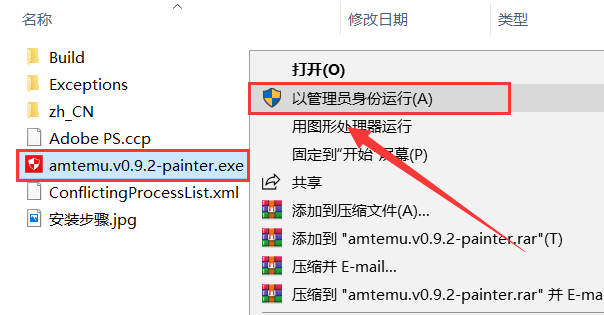 名称
修改日期
类型
Build
Exceptions
zh_CN
Adobe PS.ccp
amtemu.v0.9.2-painter.exe
ConflictingProcessList.xml
安装步骤.jpg
打开(O)
以管理员身份运行(A)
用图形处理器运行
固定到"开始"屏幕(P)
共享
添加到压缩文件(A)...
添加到 "amtemu.v0.9.2-painter.rar"(T)
压缩并 E-mail...
压缩到 "amtemu.v0.9.2-painter.rar" 并 E-mail